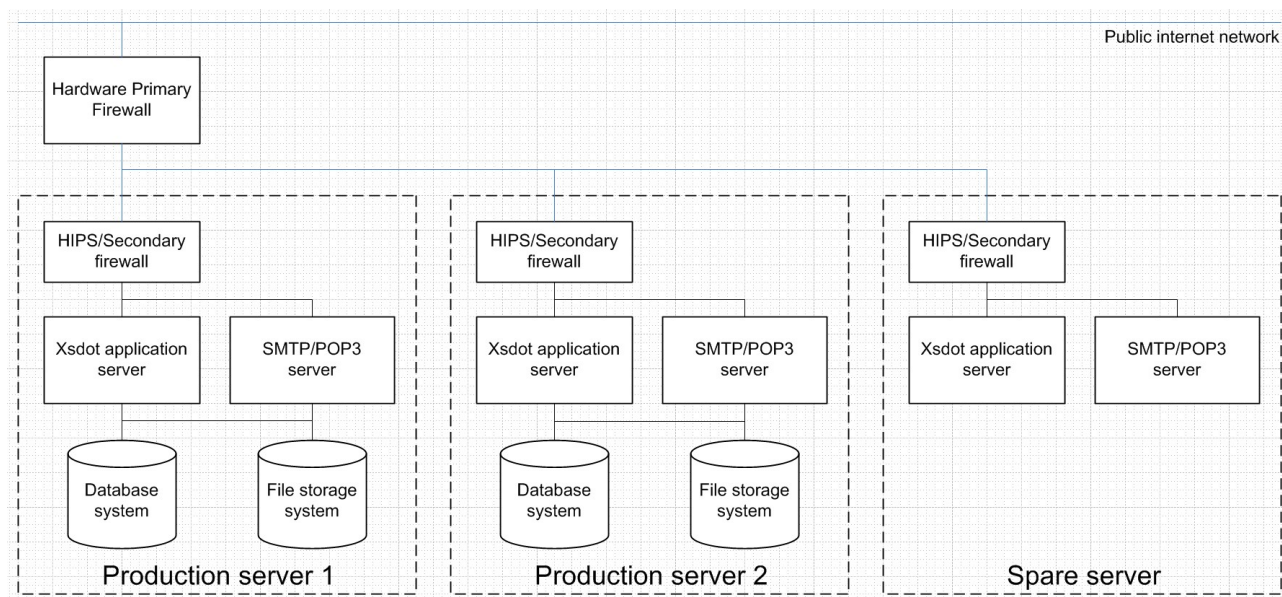 Public internet network
Hardware Primary
Firewall
HIPS/Secondary
firewall
Xsdot application
server
SMTP/POP3
server
Database
system
File storage
system
Production server 1
HIPS/Secondary
firewall
Xsdot application
server
SMTP/POP3
server
Database
system
File storage
system
Production server 2
HIPS/Secondary
firewall
Xsdot application
server
SMTP/POP3
server
Spare server